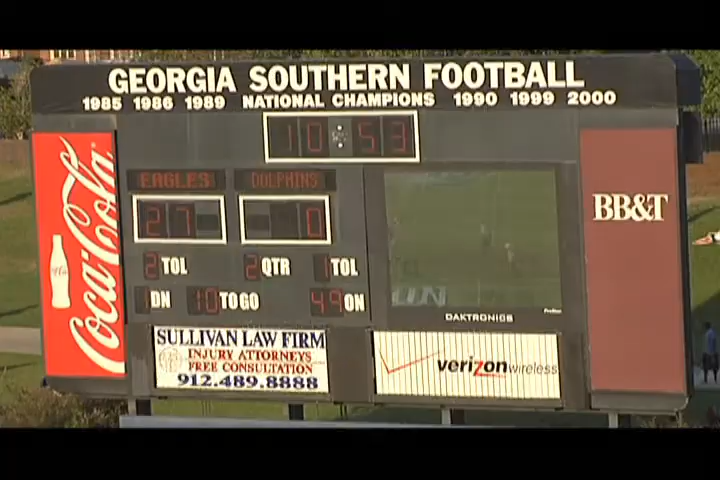 GEORGIA SOUTHERN FOOTBALL
1985 1986 1989 NATIONAL CHAMPIONS 1990 1999 2000
10:53
EAGLES DOLPHINS
27 0
2 TOL 2 QTR 1 TOL
1 DN 10 TO GO 49 ON
Coca-Cola
BB&T
DAKTRONICS
SULLIVAN LAW FIRM
INJURY ATTORNEYS
FREE CONSULTATION
912.489.8888
verizon wireless